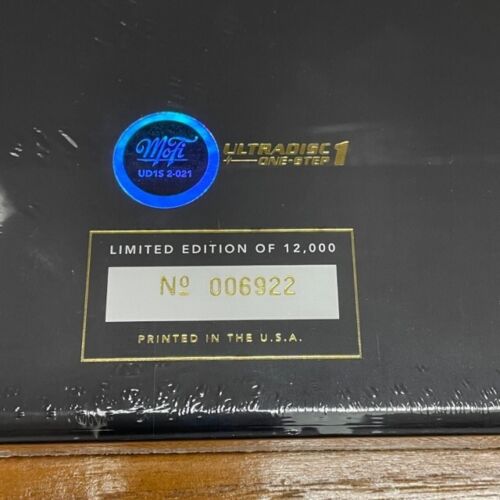 MoFi
UD1S 2-021
ULTRADISC
ONE-STEP 1
LIMITED EDITION OF 12,000
Nº 006922
PRINTED IN THE U.S.A.